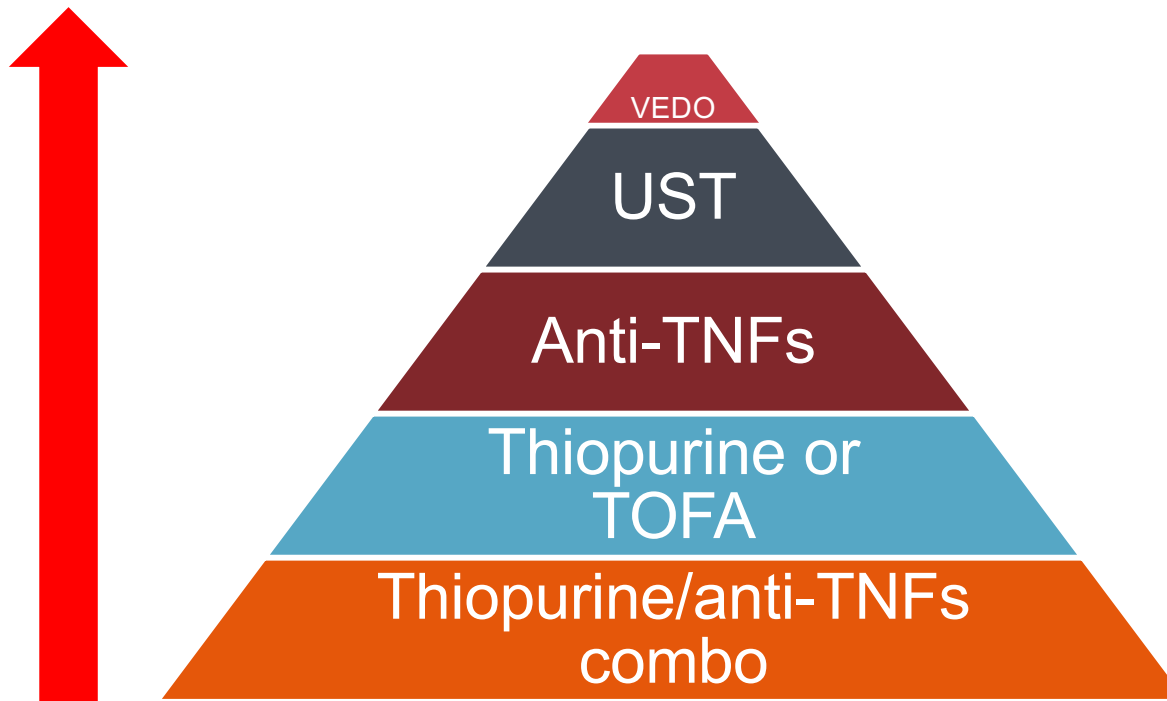 VEDO
UST
Anti-TNFs
Thiopurine or
TOFA
Thiopurine/anti-TNFs
combo